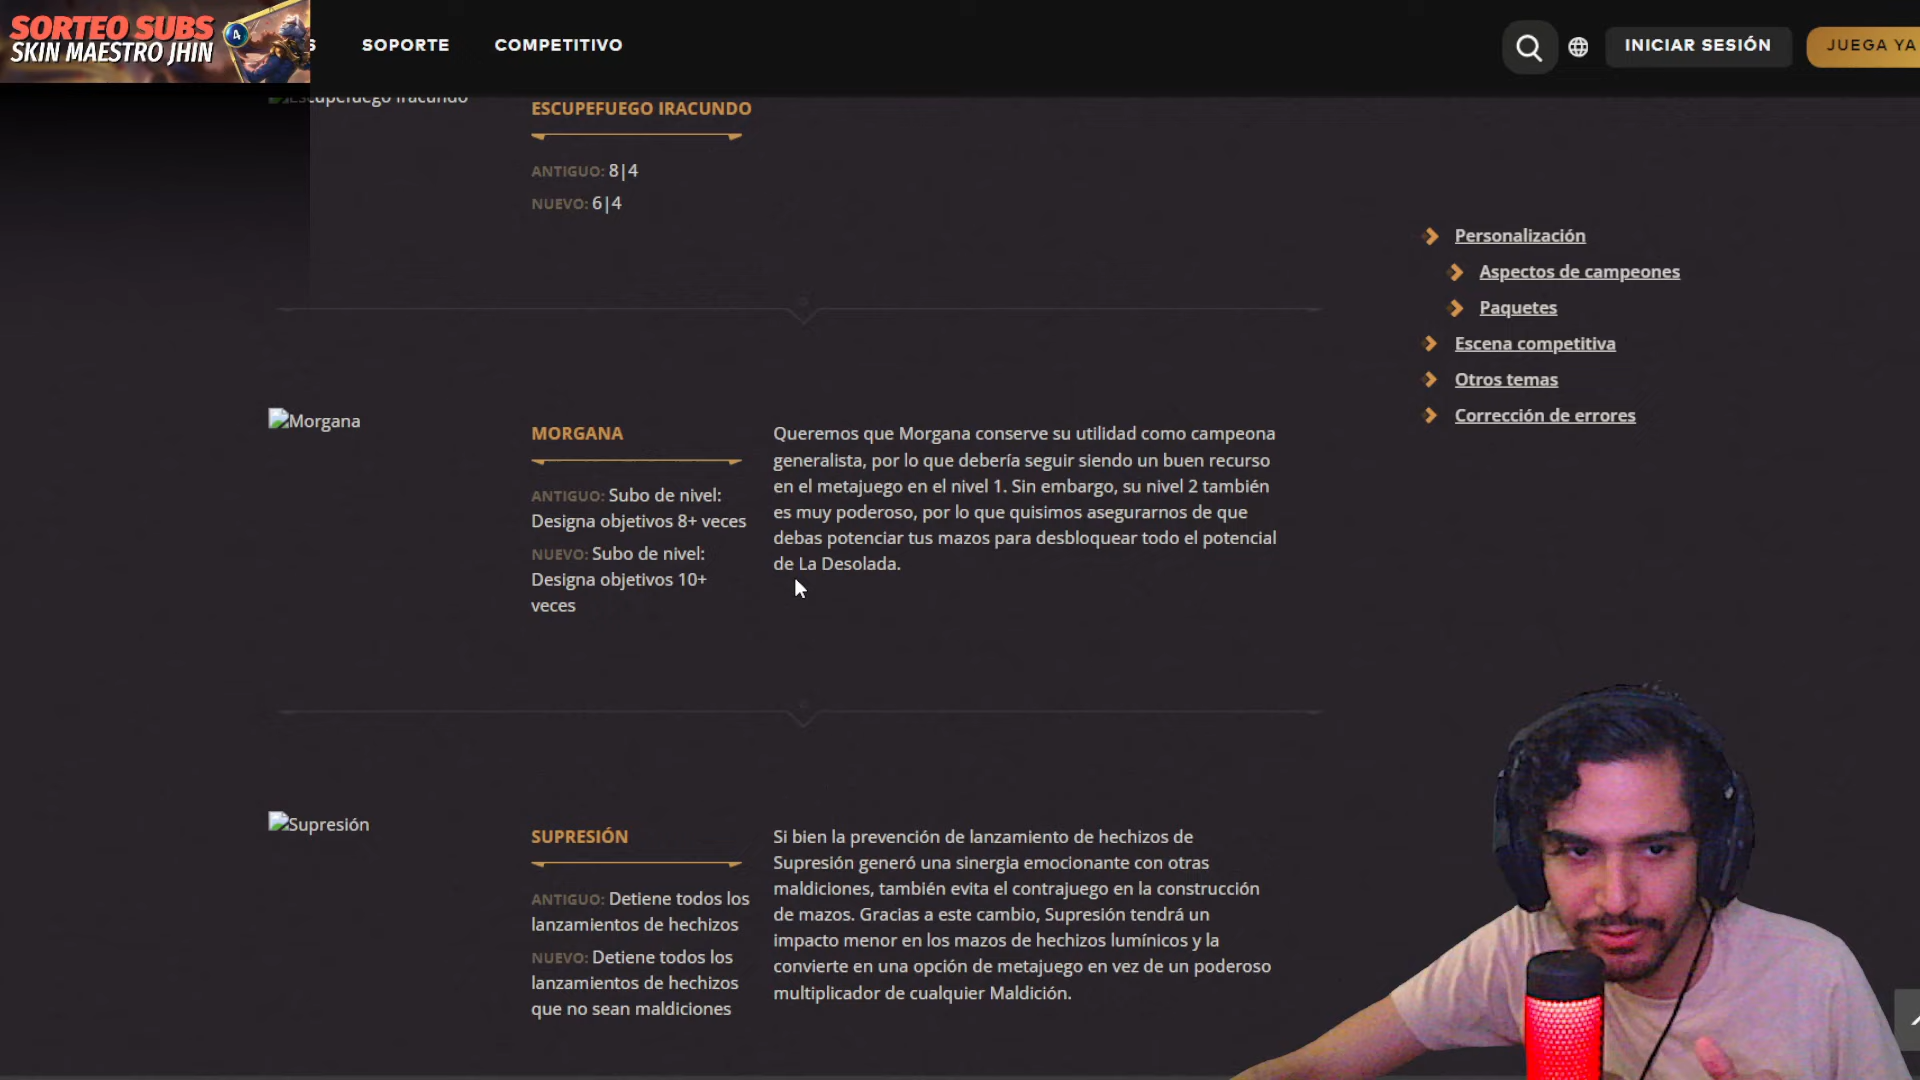 SORTEO SUBS
SKIN MAESTRO JHIN
4
S
SOPORTE
COMPETITIVO
INICIAR SESIÓN
JUEGA YA
Escupefuego Iracundo
ESCUPEFUEGO IRACUNDO
ANTIGUO: 8|4
NUEVO: 6|4
Personalización
Aspectos de campeones
Paquetes
Escena competitiva
Otros temas
Corrección de errores
Morgana
MORGANA
ANTIGUO: Subo de nivel:
Designa objetivos 8+ veces
NUEVO: Subo de nivel:
Designa objetivos 10+
veces
Queremos que Morgana conserve su utilidad como campeona
generalista, por lo que debería seguir siendo un buen recurso
en el metajuego en el nivel 1. Sin embargo, su nivel 2 también
es muy poderoso, por lo que quisimos asegurarnos de que
debas potenciar tus mazos para desbloquear todo el potencial
de La Desolada.
Supresión
SUPRESIÓN
ANTIGUO: Detiene todos los
lanzamientos de hechizos
NUEVO: Detiene todos los
lanzamientos de hechizos
que no sean maldiciones
Si bien la prevención de lanzamiento de hechizos de
Supresión generó una sinergia emocionante con otras
maldiciones, también evita el contrajuego en la construcción
de mazos. Gracias a este cambio, Supresión tendrá un
impacto menor en los mazos de hechizos lumínicos y la
convierte en una opción de metajuego en vez de un poderoso
multiplicador de cualquier Maldición.